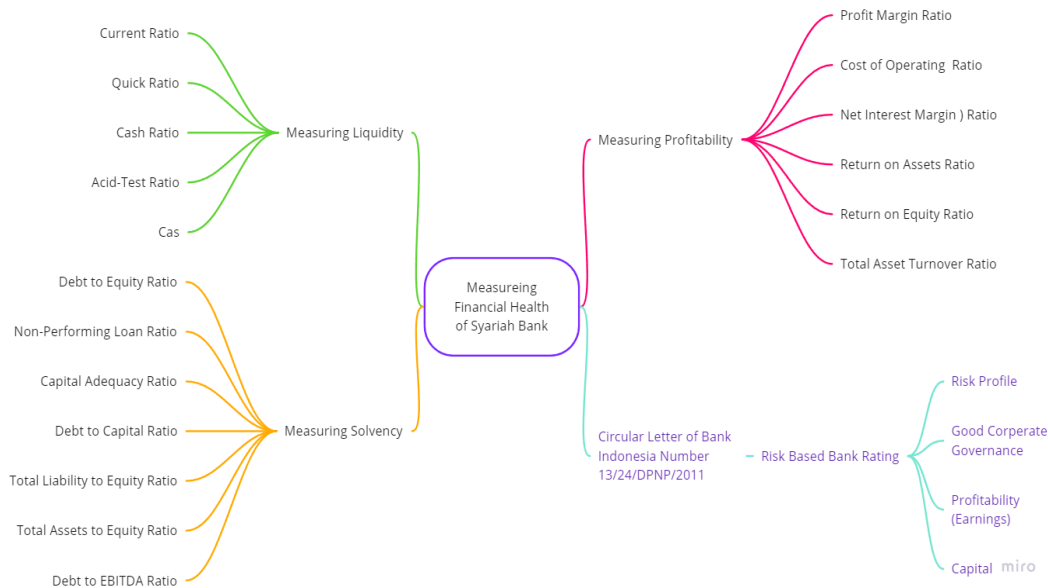 Current Ratio
Quick Ratio
Cash Ratio
Acid-Test Ratio
Cas
Measuring Liquidity
Debt to Equity Ratio
Non-Performing Loan Ratio
Capital Adequacy Ratio
Debt to Capital Ratio
Total Liability to Equity Ratio
Total Assets to Equity Ratio
Debt to EBITDA Ratio
Measuring Solvency
Measureing
Financial Health
of Syariah Bank
Measuring Profitability
Profit Margin Ratio
Cost of Operating  Ratio
Net Interest Margin ) Ratio
Return on Assets Ratio
Return on Equity Ratio
Total Asset Turnover Ratio
Circular Letter of Bank
Indonesia Number
13/24/DPNP/2011
Risk Based Bank Rating
Risk Profile
Good Corperate
Governance
Profitability
(Earnings)
Capital
miro